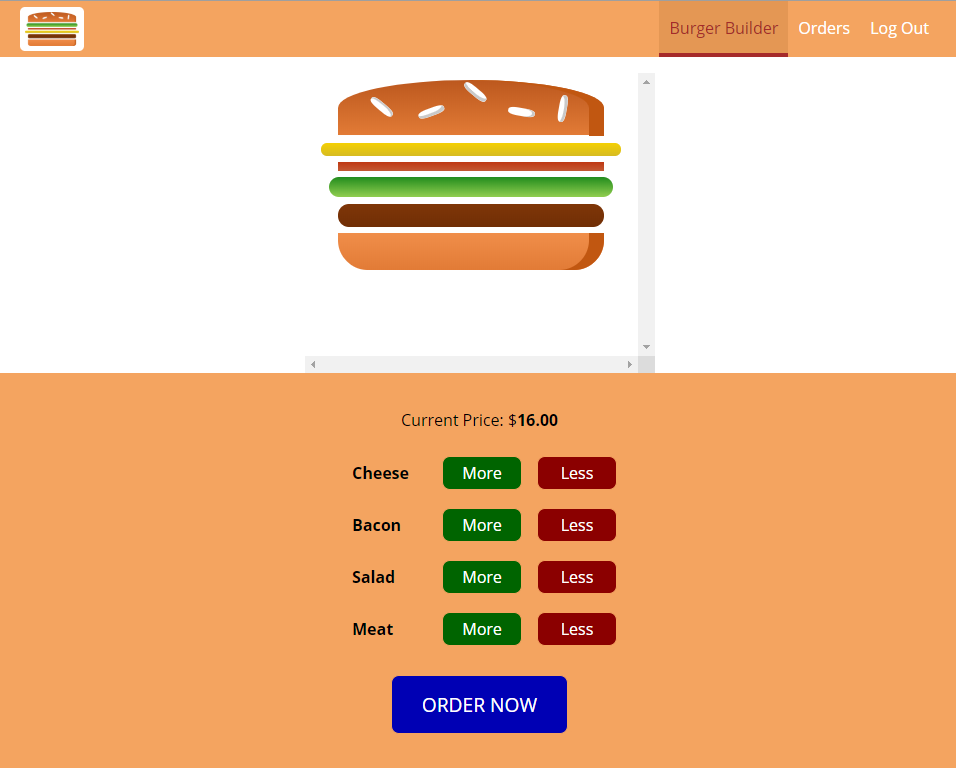 Burger Builder Orders Log Out
Current Price: $16.00
Cheese More Less
Bacon More Less
Salad More Less
Meat More Less
ORDER NOW